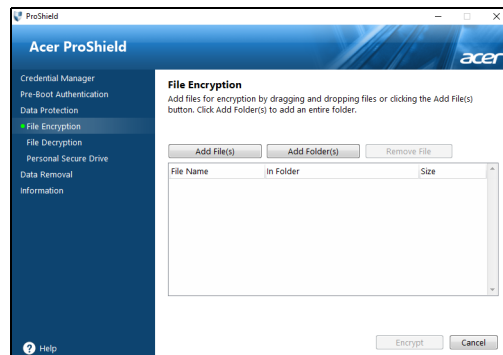 ProShield
Acer ProShield
acer
Credential Manager
Pre-Boot Authentication
Data Protection
File Encryption
File Decryption
Personal Secure Drive
Data Removal
Information
Help
File Encryption
Add files for encryption by dragging and dropping files or clicking the Add File(s)
button. Click Add Folder(s) to add an entire folder.
Add File(s) Add Folder(s) Remove File
File Name In Folder Size
Encrypt Cancel